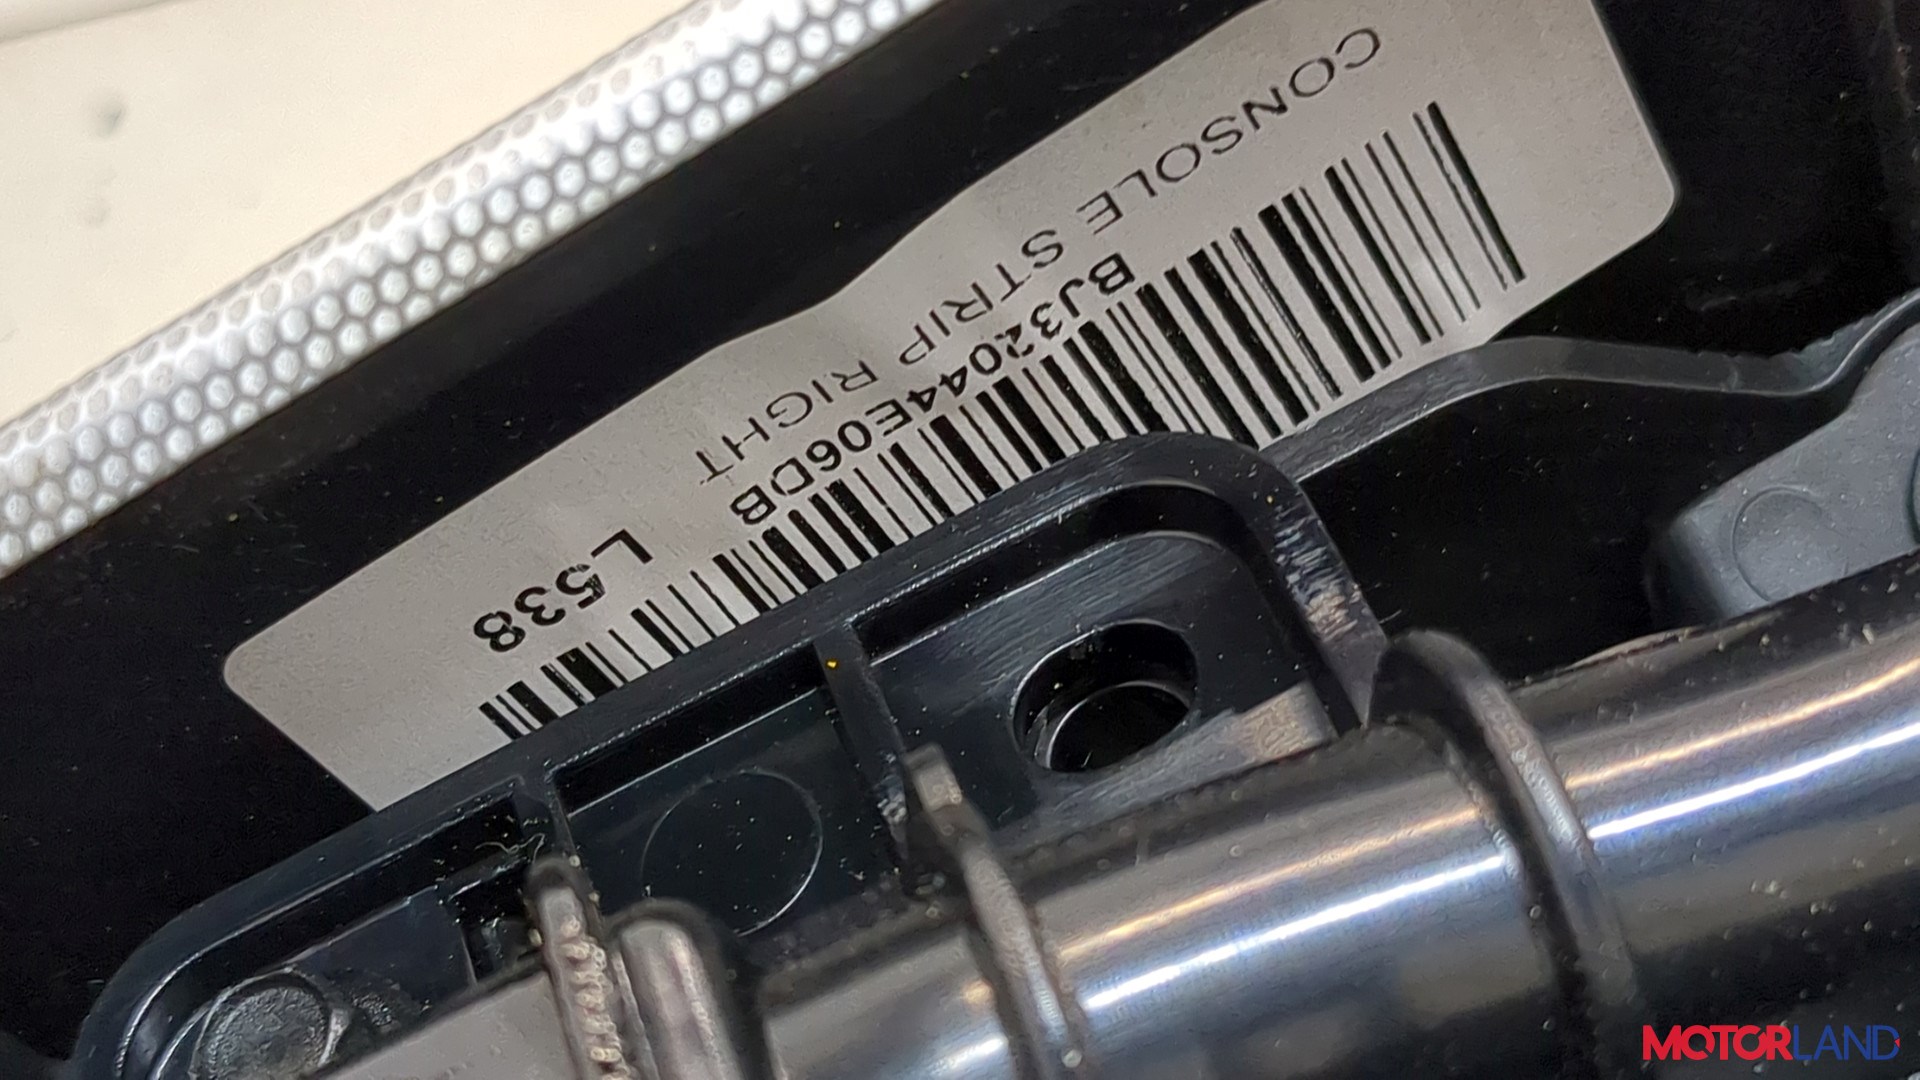 CONSOLE STRIP RIGHT
BJ32044E06DB
L538
MOTORLAND